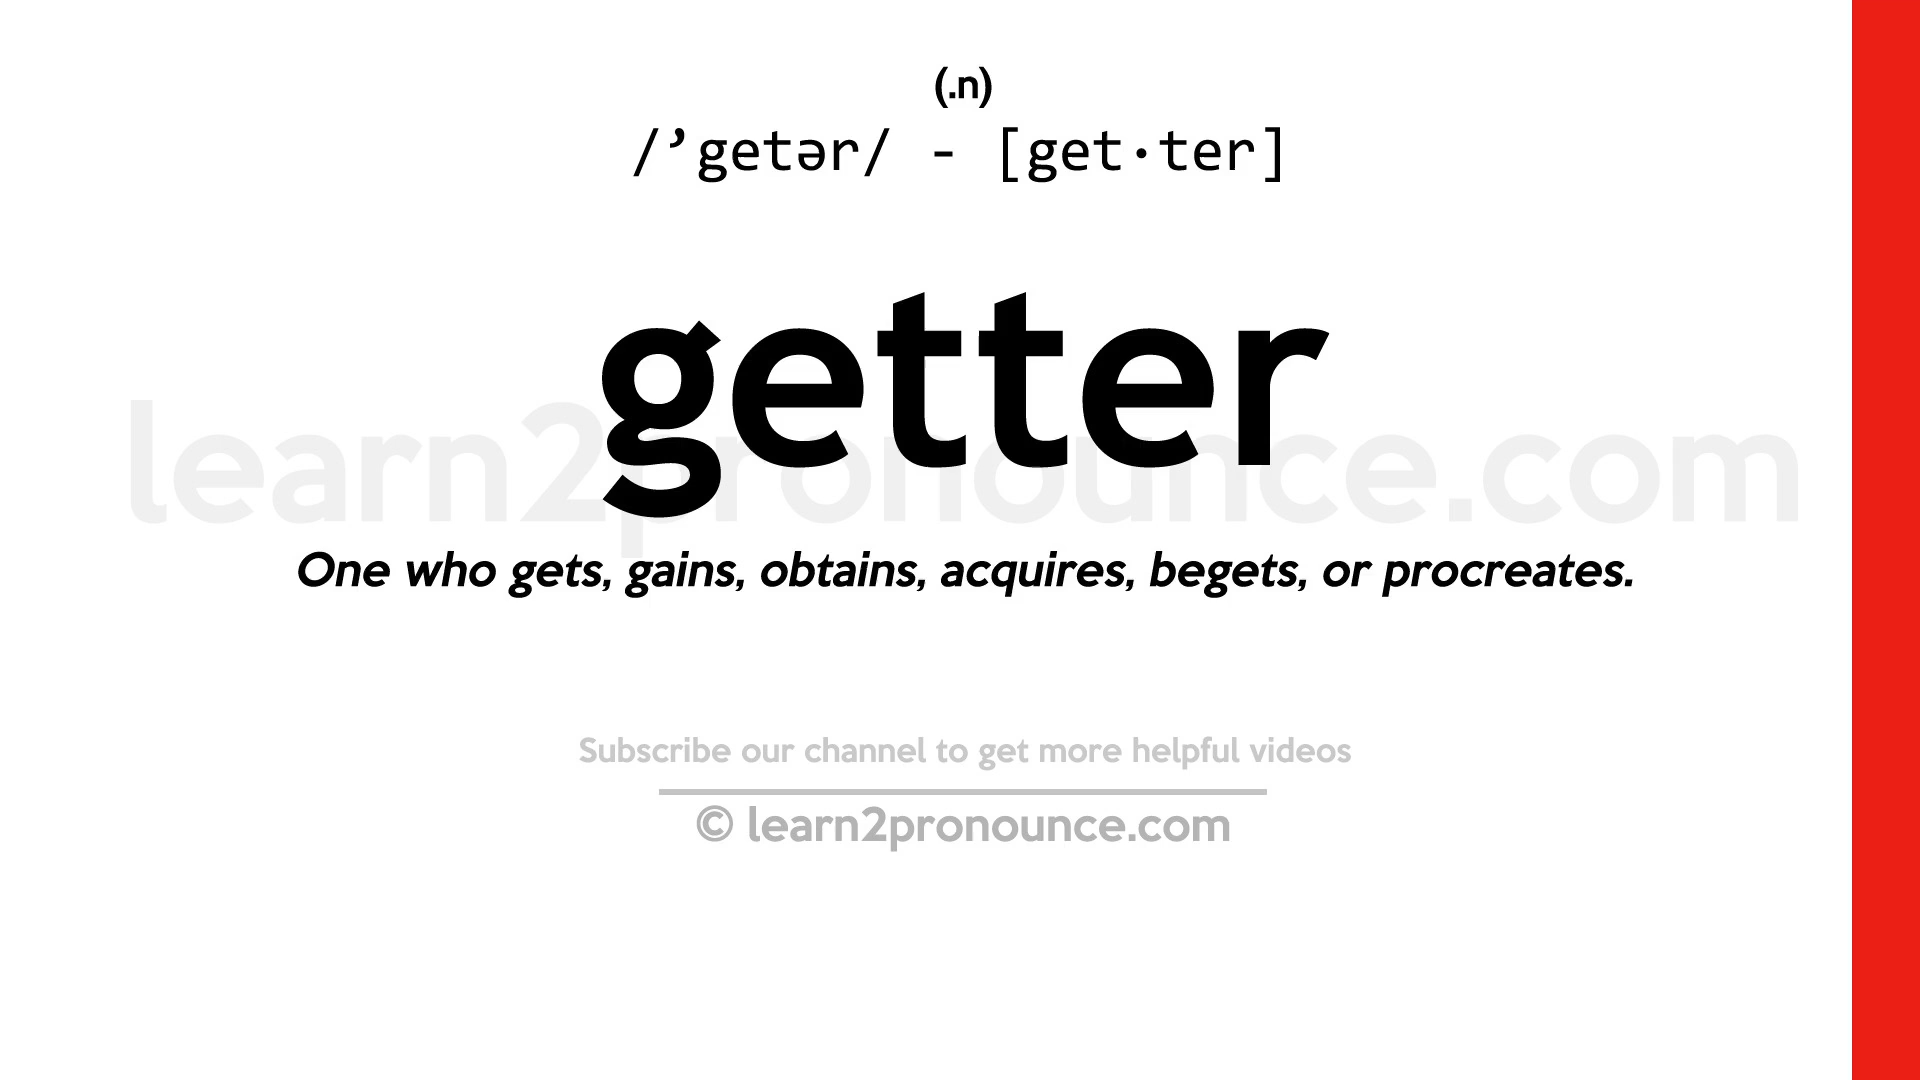 (.n)
/’getər/ - [get·ter]
getter
learn2pronounce.com
One who gets, gains, obtains, acquires, begets, or procreates.
Subscribe our channel to get more helpful videos
© learn2pronounce.com